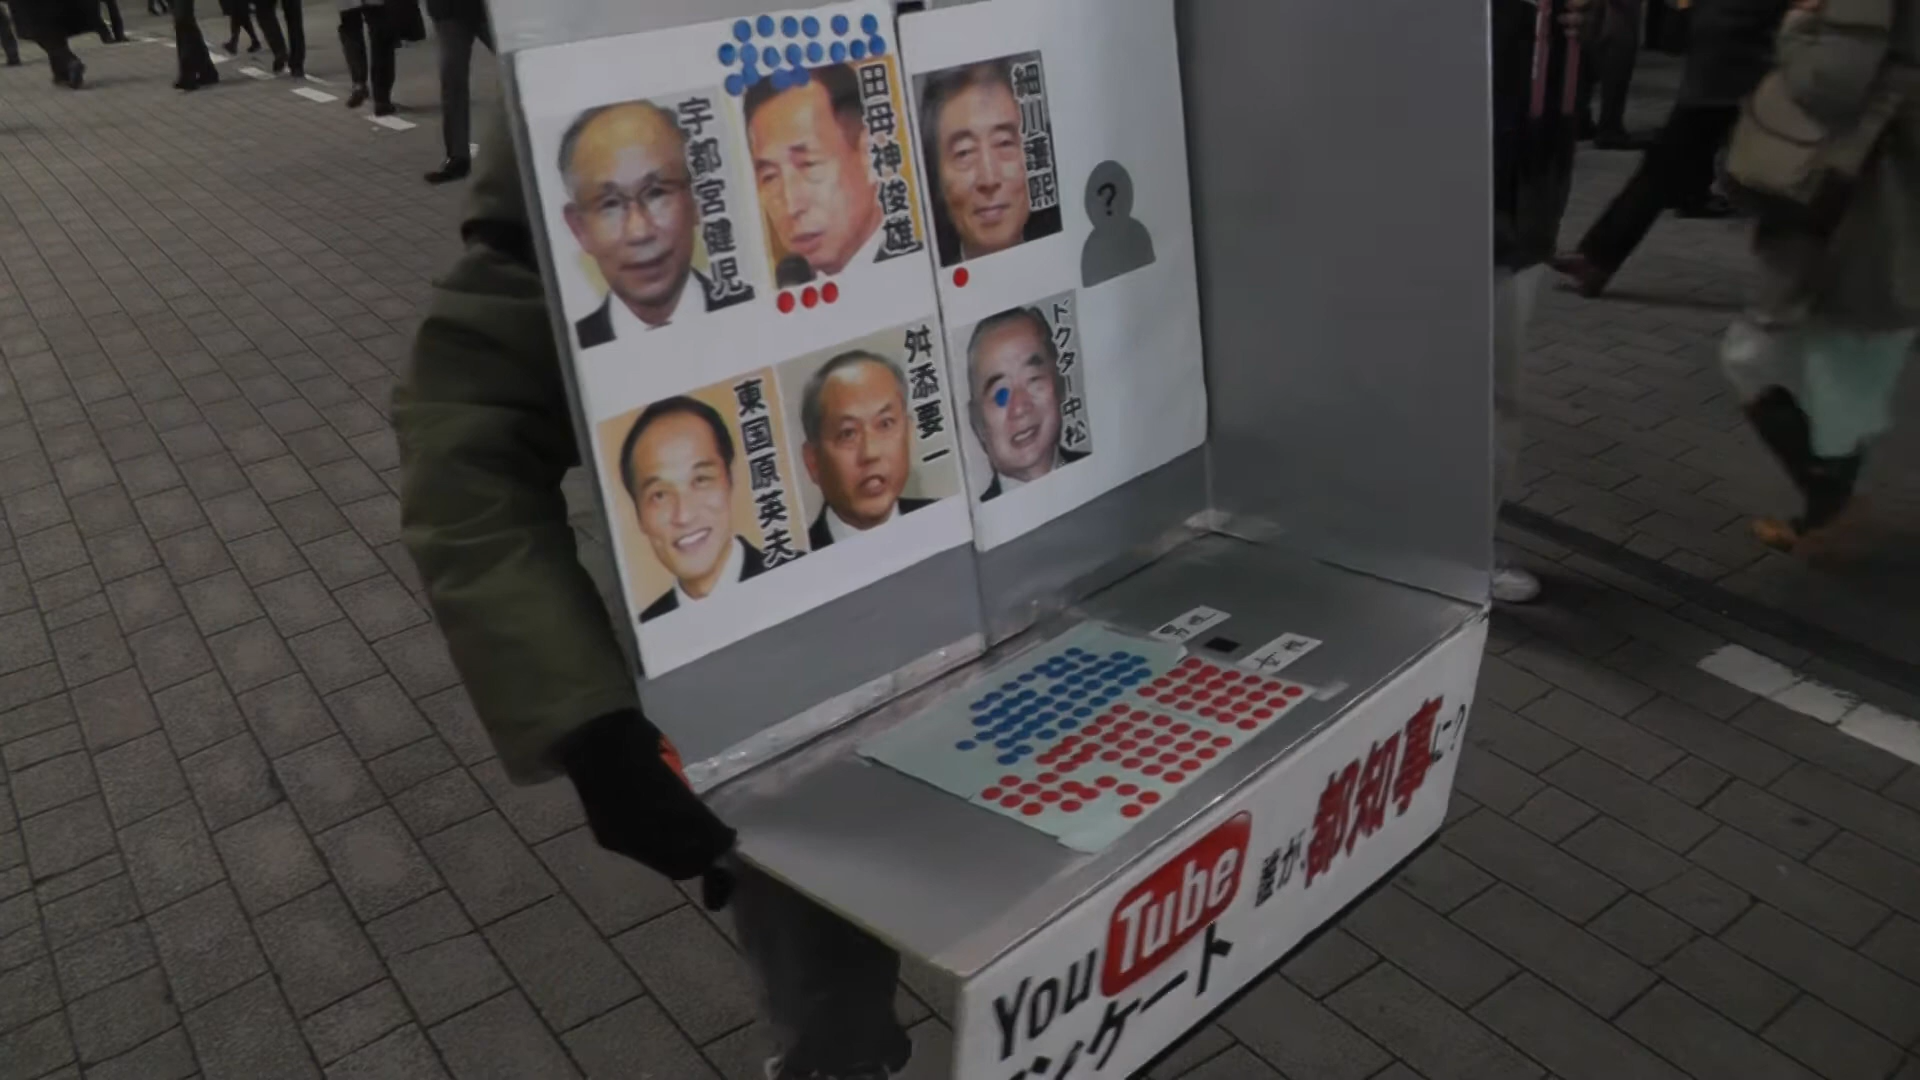 宇都宮健児
田母神俊雄
細川護熙
?
東国原英夫
舛添要一
ドクター中松
男性
女性
YouTube
ンケート
誰が、都知事に?